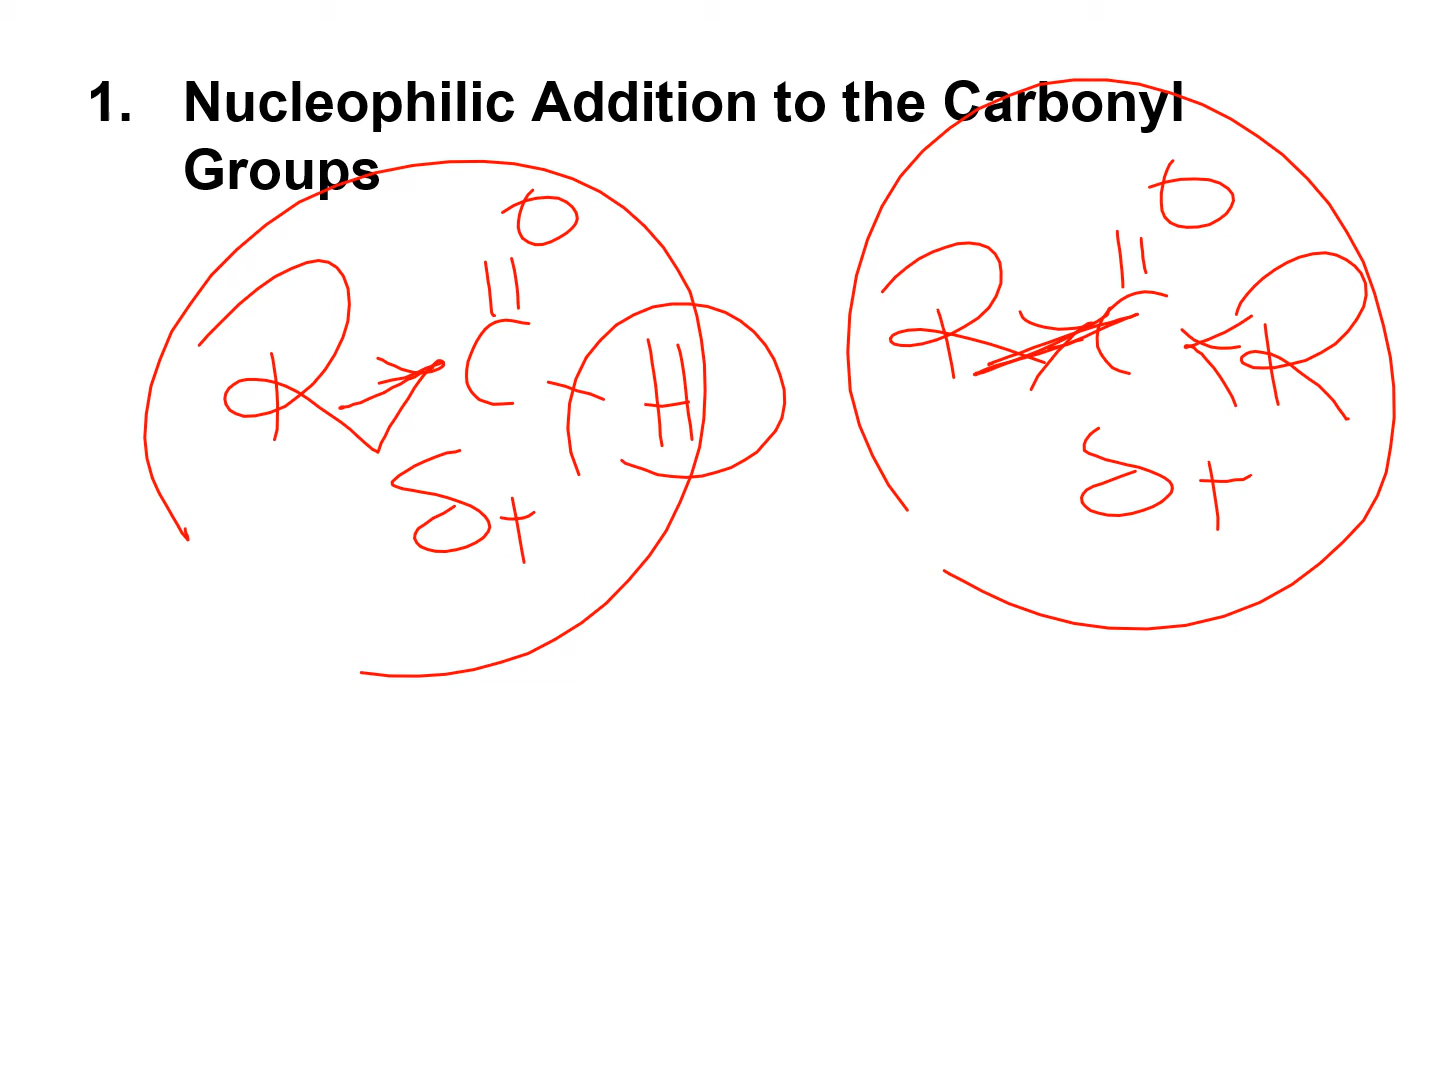 1. Nucleophilic Addition to the Carbonyl
Groups
O O
|| ||
R C - H R C R
δ+ δ+